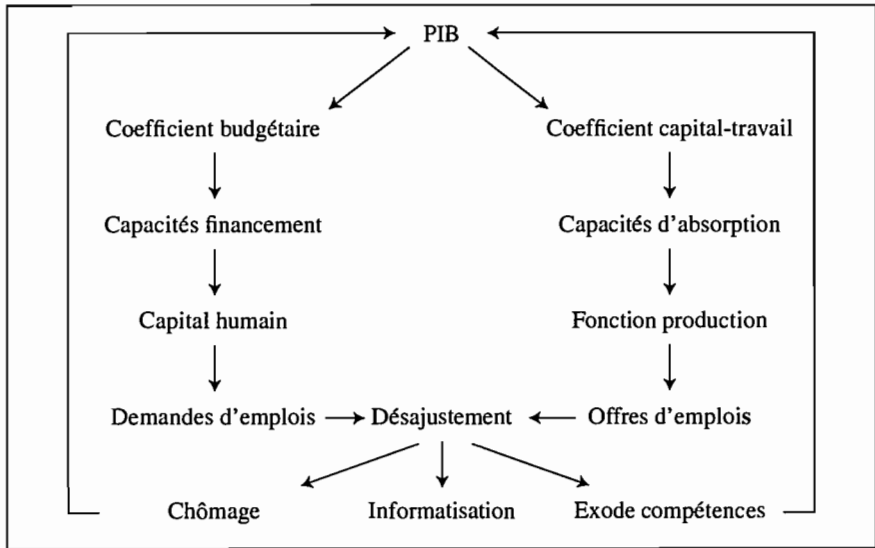 PIB
Coefficient budgétaire Coefficient capital-travail
Capacités financement Capacités d'absorption
Capital humain Fonction production
Demandes d'emplois Désajustement Offres d'emplois
Chômage Informatisation Exode compétences